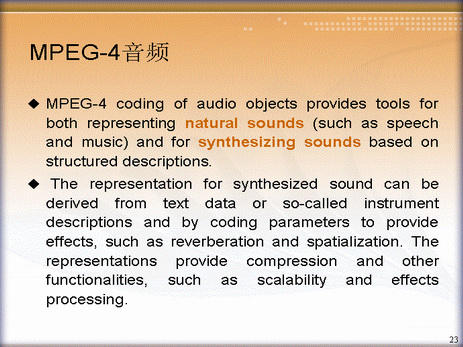 MPEG-4音频
◆ MPEG-4 coding of audio objects provides tools for
both representing natural sounds (such as speech
and music) and for synthesizing sounds based on
structured descriptions.
◆ The representation for synthesized sound can be
derived from text data or so-called instrument
descriptions and by coding parameters to provide
effects, such as reverberation and spatialization. The
representations provide compression and other
functionalities, such as scalability and effects
processing.
23